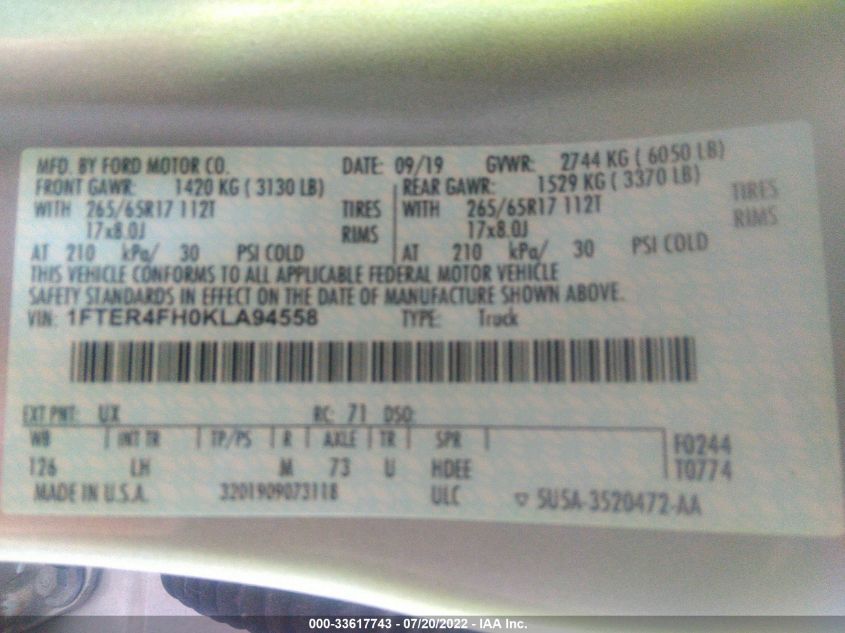 MFD. BY FORD MOTOR CO. DATE: 09/19 GVWR: 2744 KG ( 6050 LB)
FRONT GAWR: 1420 KG ( 3130 LB) REAR GAWR: 1529 KG ( 3370 LB)
WITH 265/65R17 112T TIRES WITH 265/65R17 112T TIRES
17x8.0J RIMS 17x8.0J RIMS
AT 210 kPa/ 30 PSI COLD AT 210 kPa/ 30 PSI COLD
THIS VEHICLE CONFORMS TO ALL APPLICABLE FEDERAL MOTOR VEHICLE
SAFETY STANDARDS IN EFFECT ON THE DATE OF MANUFACTURE SHOWN ABOVE.
VIN: 1FTER4FH0KLA94558 TYPE: Truck
EXT PNT: UX RC: 71 DSO:
WB INT TR TP/PS R AXLE TR SPR F0244
126 LH M 73 U HDEE T0774
MADE IN U.S.A. 3201909073118 ULC ▽ SU5A-3520472-AA
000-33617743 - 07/20/2022 - IAA Inc.